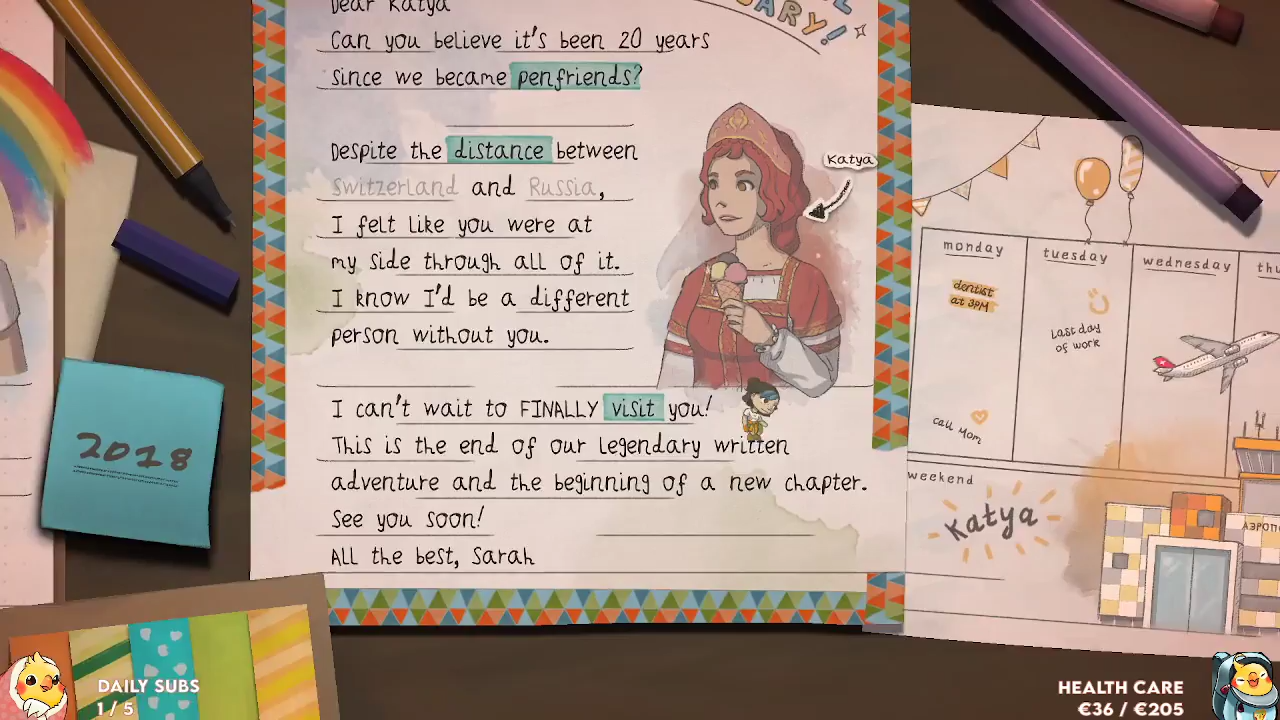 Dear Katya
Can you believe it's been 20 years
since we became penfriends?
Despite the distance between
Switzerland and Russia,
I felt like you were at
my side through all of it.
I know I'd be a different
person without you.
I can't wait to FINALLY visit you!
This is the end of our legendary written
adventure and the beginning of a new chapter.
See you soon!
All the best, Sarah
Katya
2018
monday
dentist
at 3PM
call Mom
tuesday
Last day
of work
wednesday
thu
weekend
Katya
АЭРОП
DAILY SUBS
1 / 5
HEALTH CARE
€36 / €205